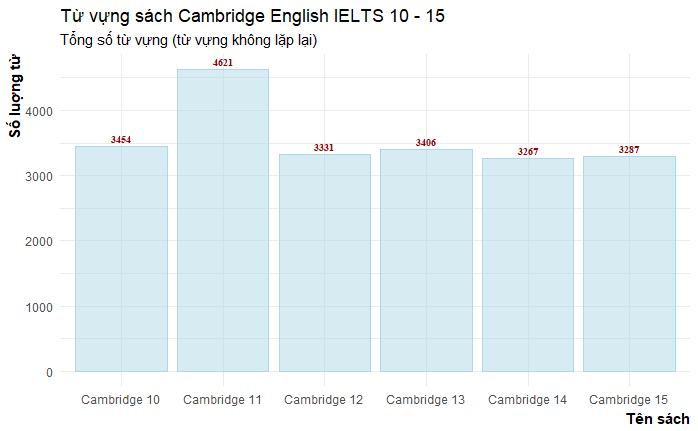 Từ vựng sách Cambridge English IELTS 10 - 15
Tổng số từ vựng (từ vựng không lặp lại)
Số lượng từ
4000
3000
2000
1000
0
3454
4621
3331
3406
3267
3287
Cambridge 10
Cambridge 11
Cambridge 12
Cambridge 13
Cambridge 14
Cambridge 15
Tên sách